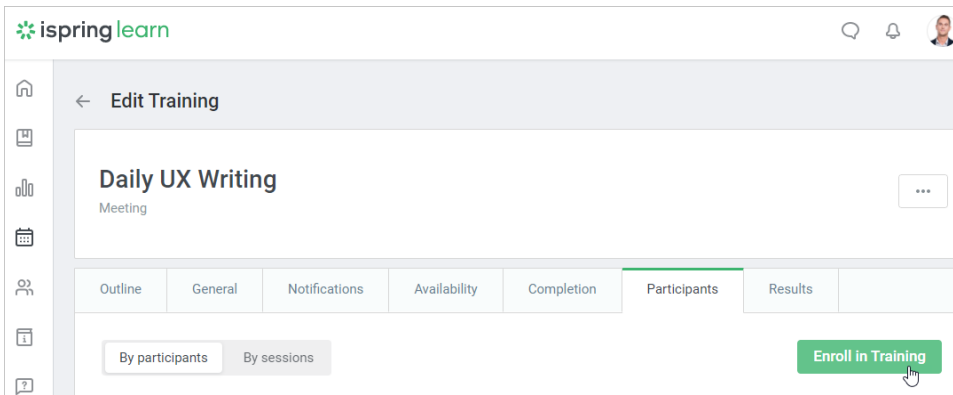 ispring learn
Edit Training
Daily UX Writing
Meeting
Outline General Notifications Availability Completion Participants Results
By participants By sessions Enroll in Training